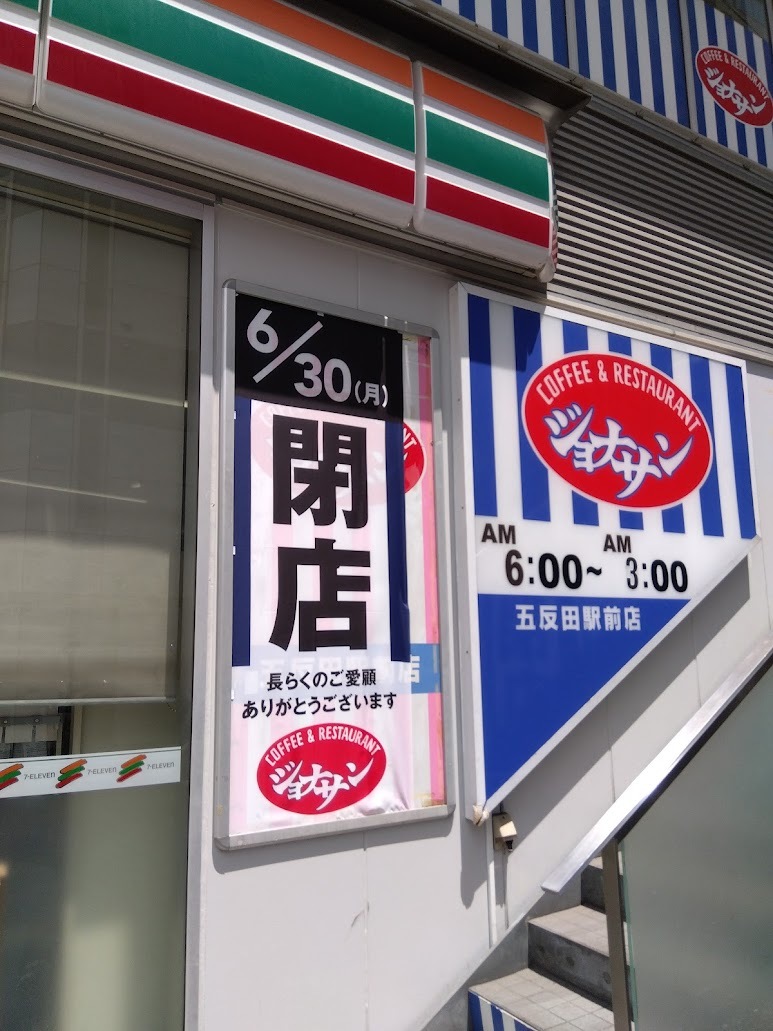 COFFEE & RESTAURANT
ジョナサン
6/30(月)
閉店
長らくのご愛顧
ありがとうございます
COFFEE & RESTAURANT
ジョナサン
COFFEE & RESTAURANT
ジョナサン
AM 6:00~ AM 3:00
五反田駅前店
7-ELEVEn 7-ELEVEn 7-ELEVEn